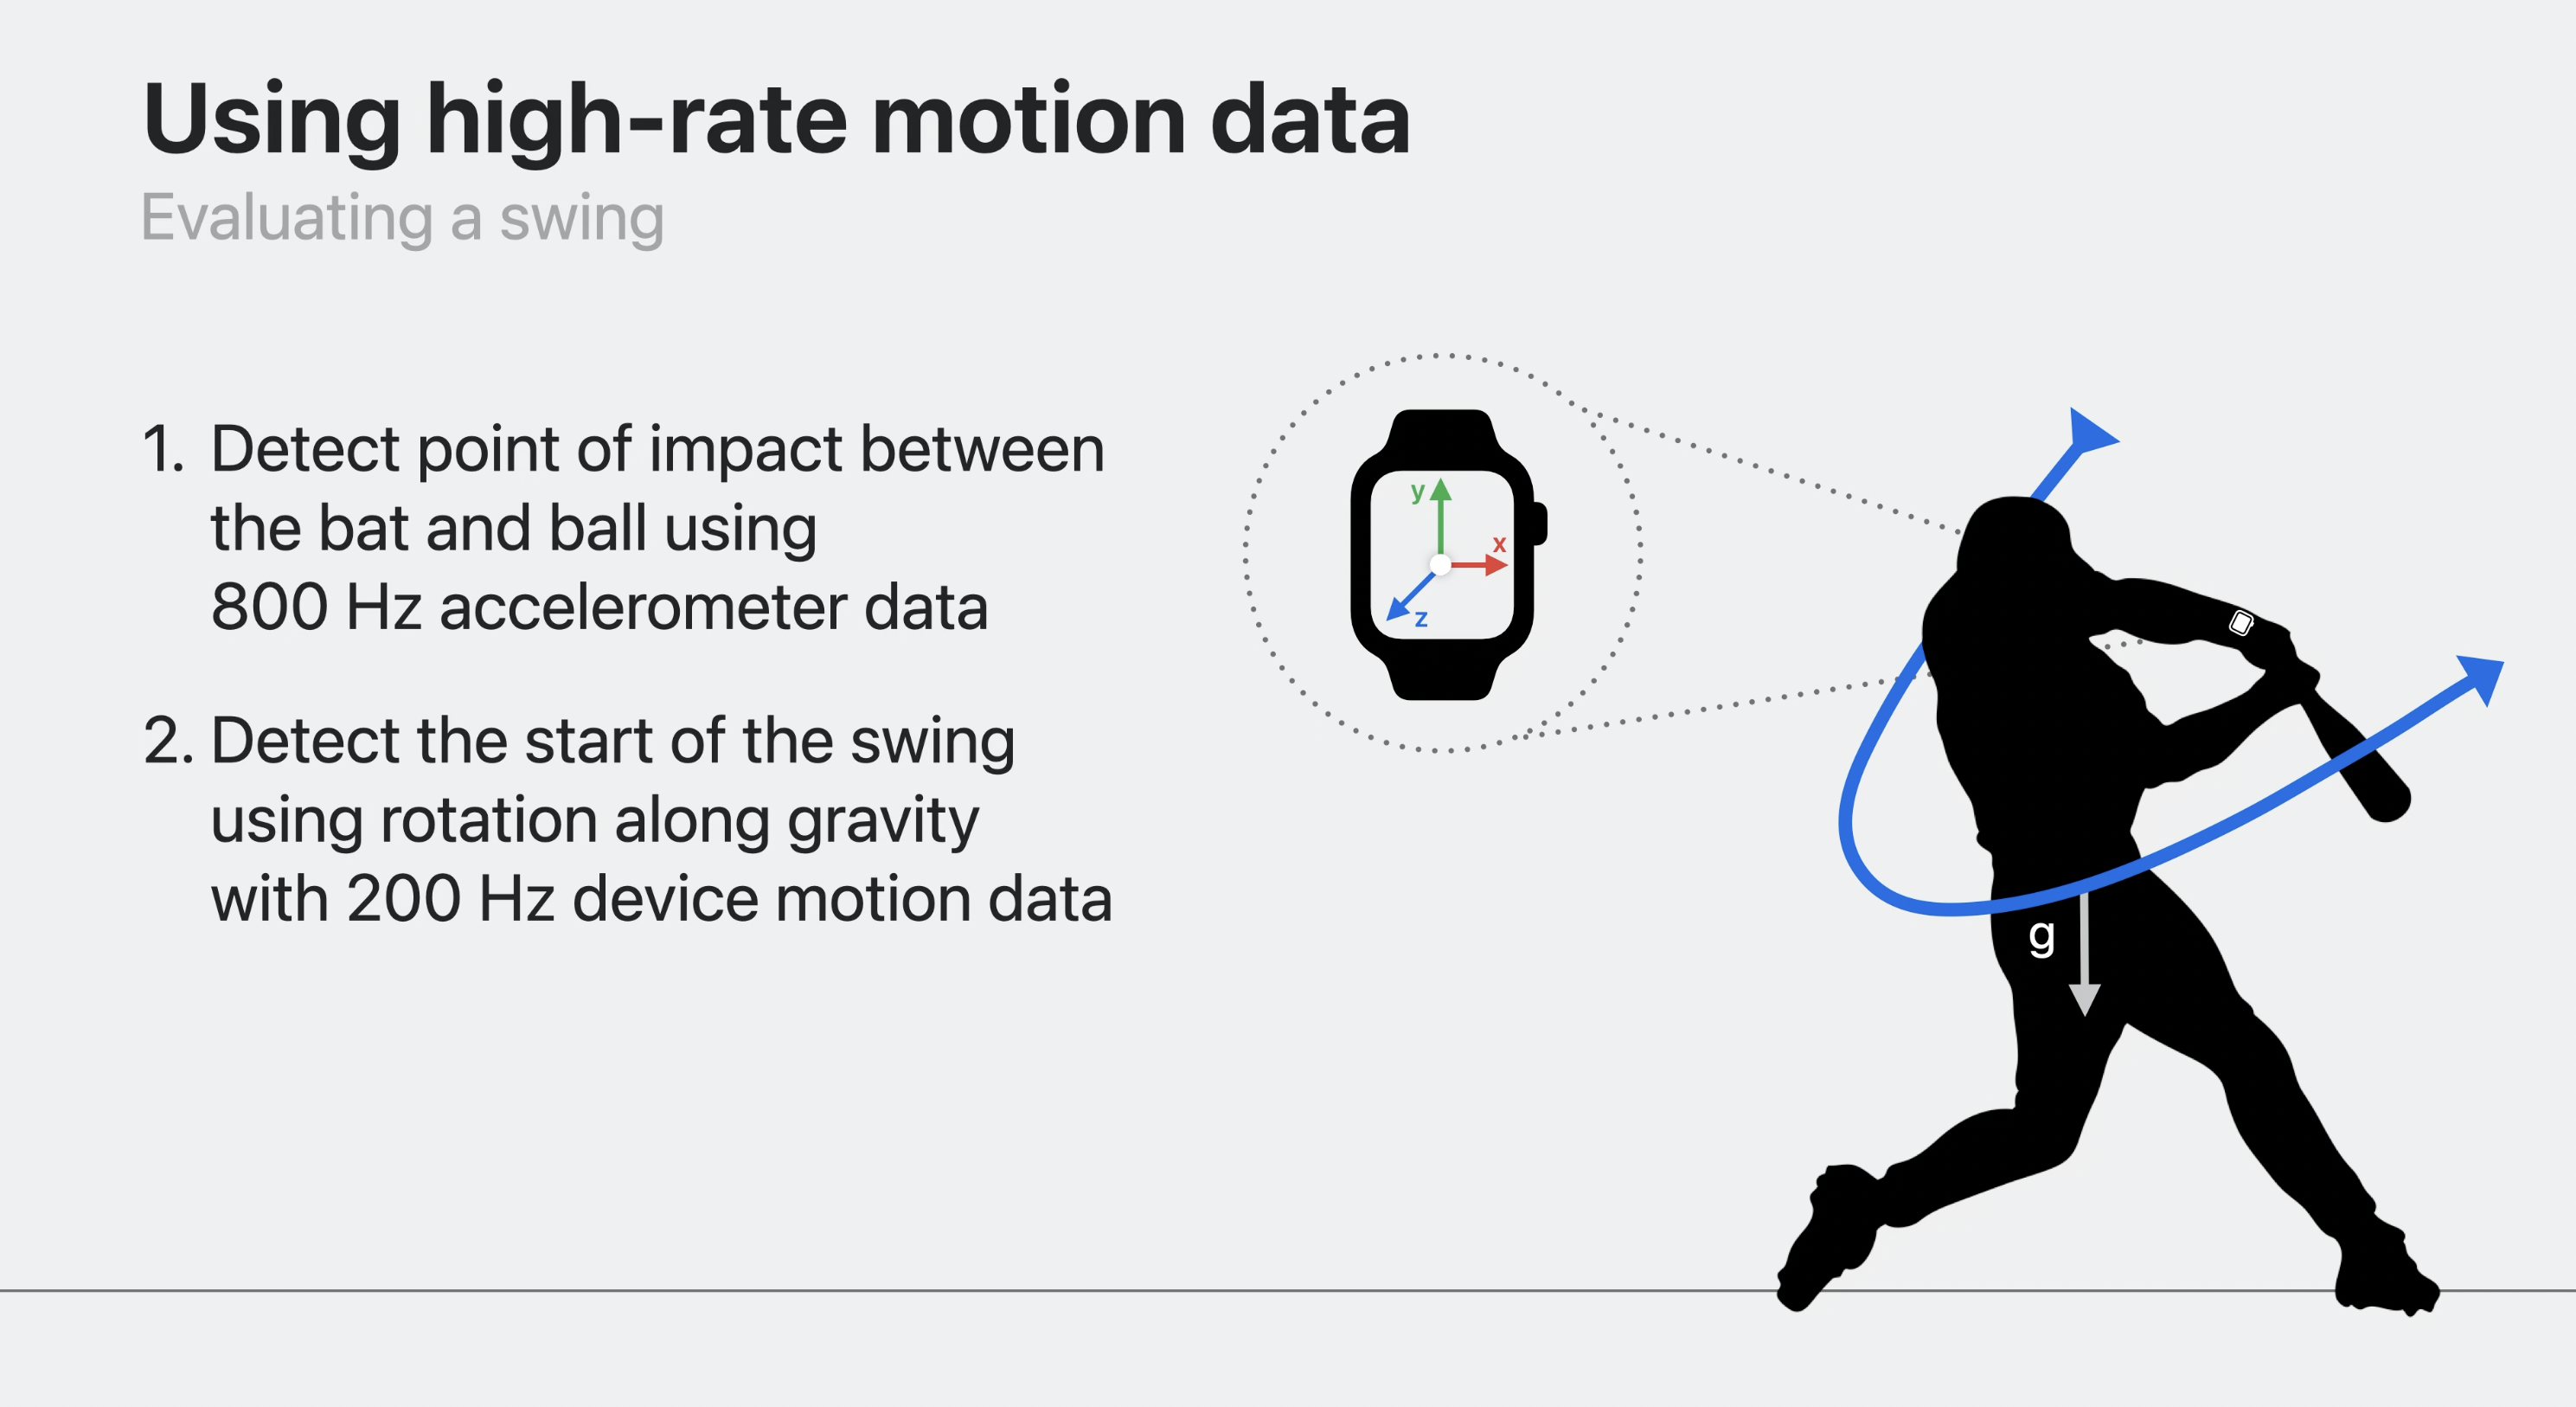 Using high-rate motion data
Evaluating a swing
1. Detect point of impact between
the bat and ball using
800 Hz accelerometer data
2. Detect the start of the swing
using rotation along gravity
with 200 Hz device motion data
y
x
z
g